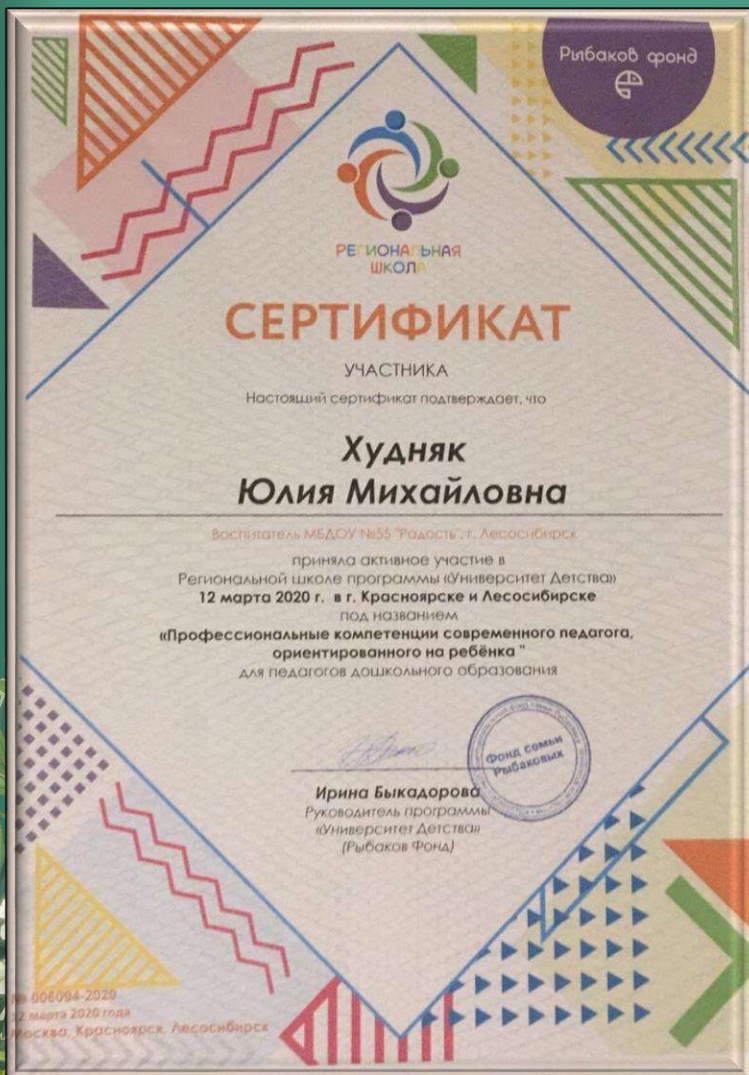 Рыбаков фонд
РЕГИОНАЛЬНАЯ
ШКОЛА
СЕРТИФИКАТ
УЧАСТНИКА
Настоящий сертификат подтверждает, что
Худняк
Юлия Михайловна
Воспитатель МБДОУ №55 "Радость", г. Лесосибирск
приняла активное участие в
Региональной школе программы «Университет Детства»
12 марта 2020 г. в г. Красноярске и Лесосибирске
под названием
«Профессиональные компетенции современного педагога,
ориентированного на ребёнка "
для педагогов дошкольного образования
Фонд семьи
Рыбаковых
Ирина Быкадорова
Руководитель программы
«Университет Детства»
(Рыбаков Фонд)
№ 006094-2020
12 марта 2020 года
Москва, Красноярск, Лесосибирск